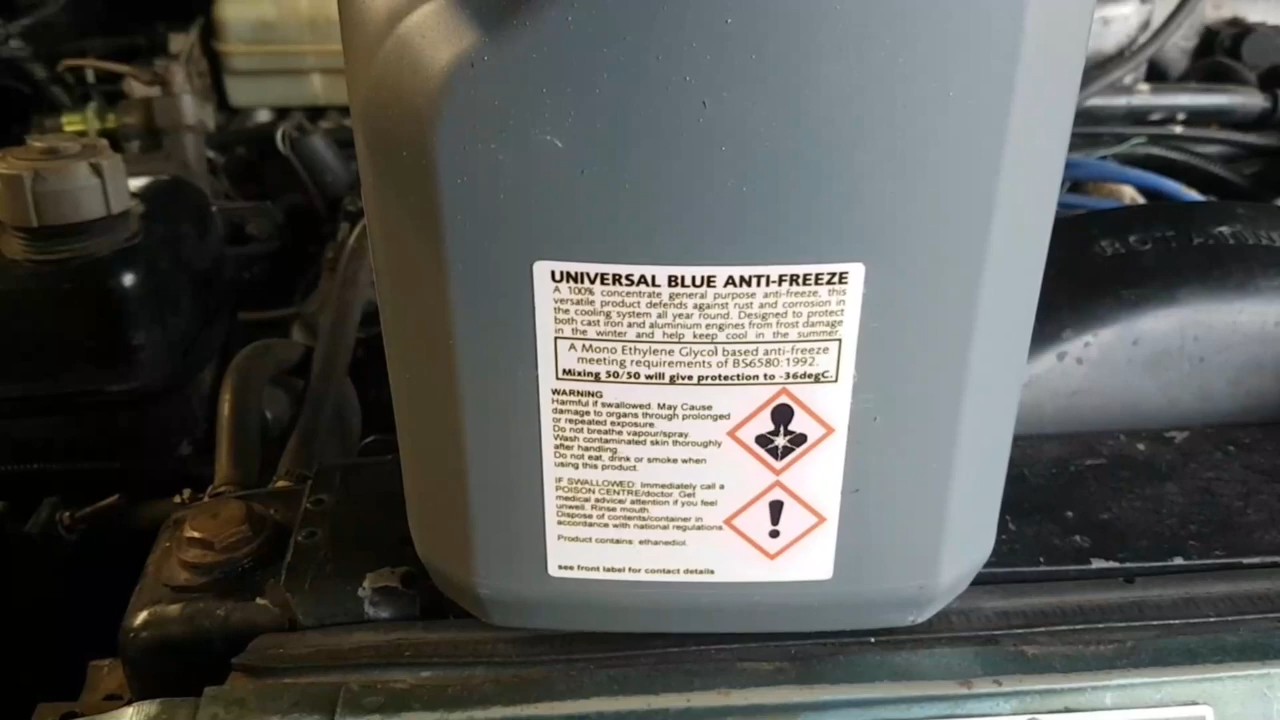 UNIVERSAL BLUE ANTI-FREEZE
A 100% concentrate general purpose anti-freeze, this
versatile product defends against rust and corrosion in
the cooling system all year round. Designed to protect
both cast iron and aluminium engines from frost damage
in the winter and help keep cool in the summer.
A Mono Ethylene Glycol based anti-freeze
meeting requirements of BS6580:1992.
Mixing 50/50 will give protection to -36degC.
WARNING
Harmful if swallowed. May Cause
damage to organs through prolonged
or repeated exposure.
Do not breathe vapour/spray.
Wash contaminated skin thoroughly
after handling.
Do not eat, drink or smoke when
using this product.
IF SWALLOWED: Immediately call a
POISON CENTRE/doctor. Get
medical advice/ attention if you feel
unwell. Rinse mouth.
Dispose of contents/container in
accordance with national regulations.
Product contains: ethanediol.
see front label for contact details